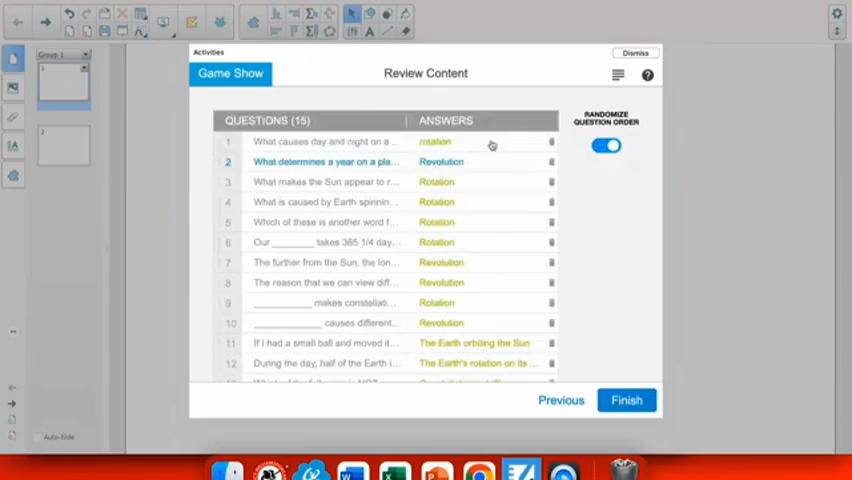 Group 1
1
2
Auto-hide
Activities
Dismiss
Game Show
Review Content
QUESTIONS (15) | ANSWERS
RANDOMIZE
QUESTION ORDER
1 What causes day and night on a ... rotation
2 What determines a year on a pla... Revolution
3 What makes the Sun appear to r... Rotation
4 What is caused by Earth spinnin... Rotation
5 Which of these is another word f... Rotation
6 Our ________ takes 365 1/4 day... Rotation
7 The further from the Sun, the lon... Revolution
8 The reason that we can view diff... Revolution
9 ____________ makes constellati... Rotation
10 ____________ causes different... Revolution
11 If I had a small ball and moved it... The Earth orbiting the Sun
12 During the day, half of the Earth i... The Earth's rotation on its ...
Previous
Finish